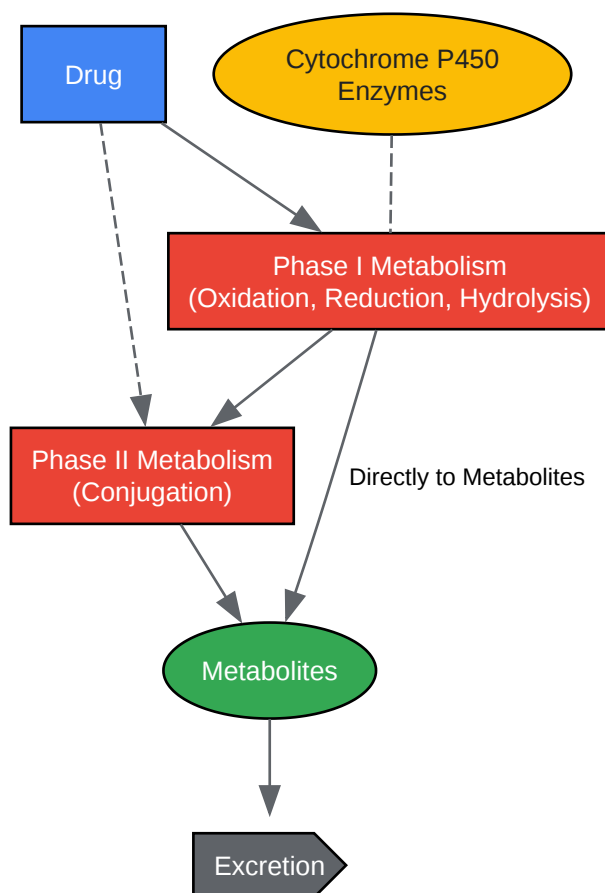 Drug
Cytochrome P450
Enzymes
Phase I Metabolism
(Oxidation, Reduction, Hydrolysis)
Phase II Metabolism
(Conjugation)
Directly to Metabolites
Metabolites
Excretion